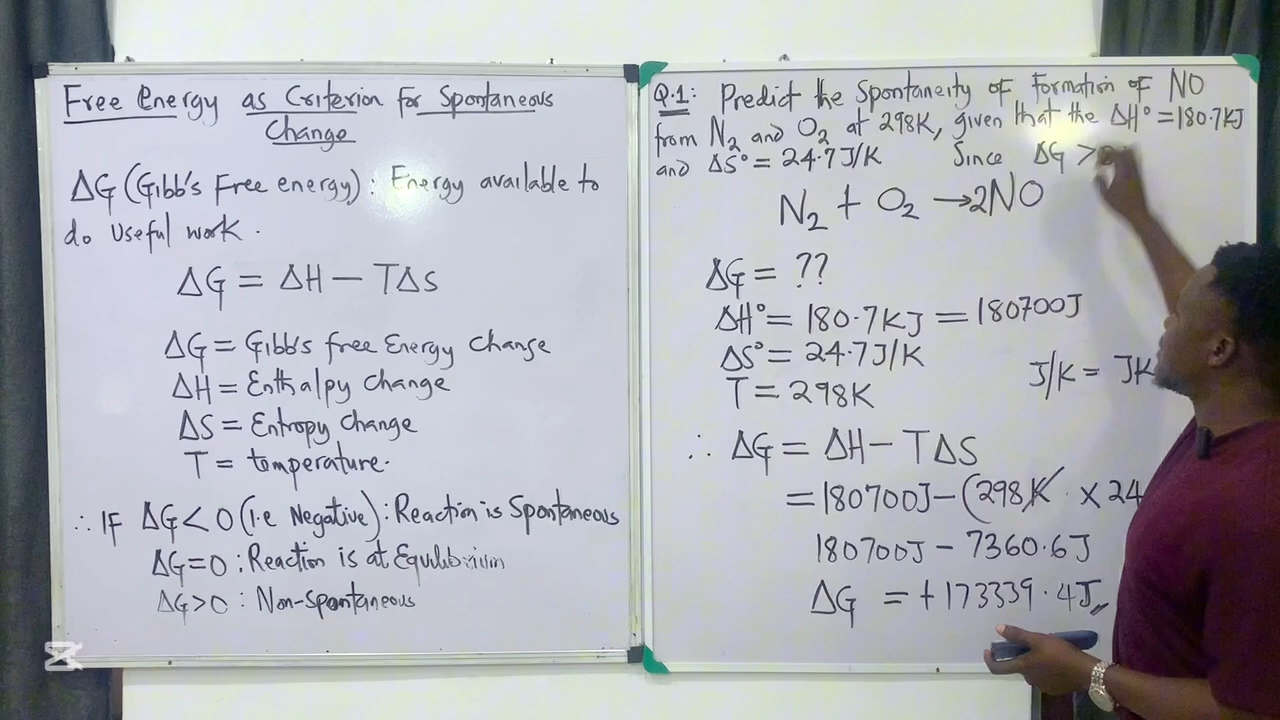 Free Energy as Criterion for Spontaneous
Change
ΔG (Gibb's Free energy): Energy available to
do Useful work.
ΔG = ΔH – TΔS
ΔG = Gibb's free Energy Change
ΔH = Enthalpy Change
ΔS = Entropy Change
T = temperature.
∴ IF ΔG < 0 (I.e Negative): Reaction is Spontaneous
ΔG = 0 : Reaction is at Equilibrium
ΔG > 0 : Non-Spontaneous
Q.1: Predict the Spontaneity of formation of NO
from N₂ and O₂ at 298K, given that the ΔH° = 180.7KJ
and ΔS° = 24.7 J/K Since ΔG >
N₂ + O₂ → 2NO
ΔG = ??
ΔH° = 180.7KJ = 180700J
ΔS° = 24.7J/K
T = 298K
J/K = JK
∴ ΔG = ΔH – TΔS
= 180700J – (298K × 24
180700J – 7360.6J
ΔG = +173339.4J